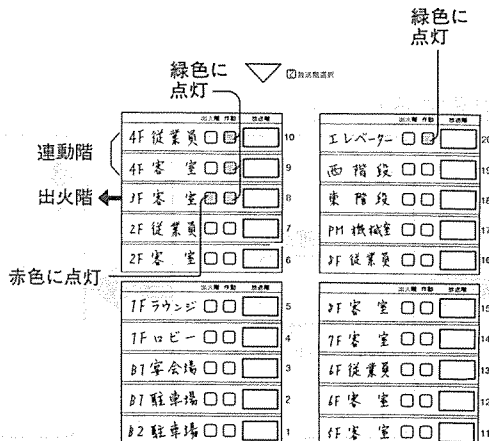 緑色に
点灯
緑色に
点灯
2 放送階選択
出火階 作動 放送階
4F 従業員 10
4F 客室 9
3F 客室 8
2F 従業員 7
2F 客室 6
連動階
出火階
赤色に点灯
出火階 作動 放送階
1F ラウンジ 5
1F ロビー 4
B1 宴会場 3
B1 駐車場 2
B2 駐車場 1
出火階 作動 放送階
エレベーター 20
西階段 19
東階段 18
PM 機械室 17
8F 従業員 16
出火階 作動 放送階
8F 客室 15
7F 客室 14
6F 従業員 13
6F 客室 12
5F 客室 11